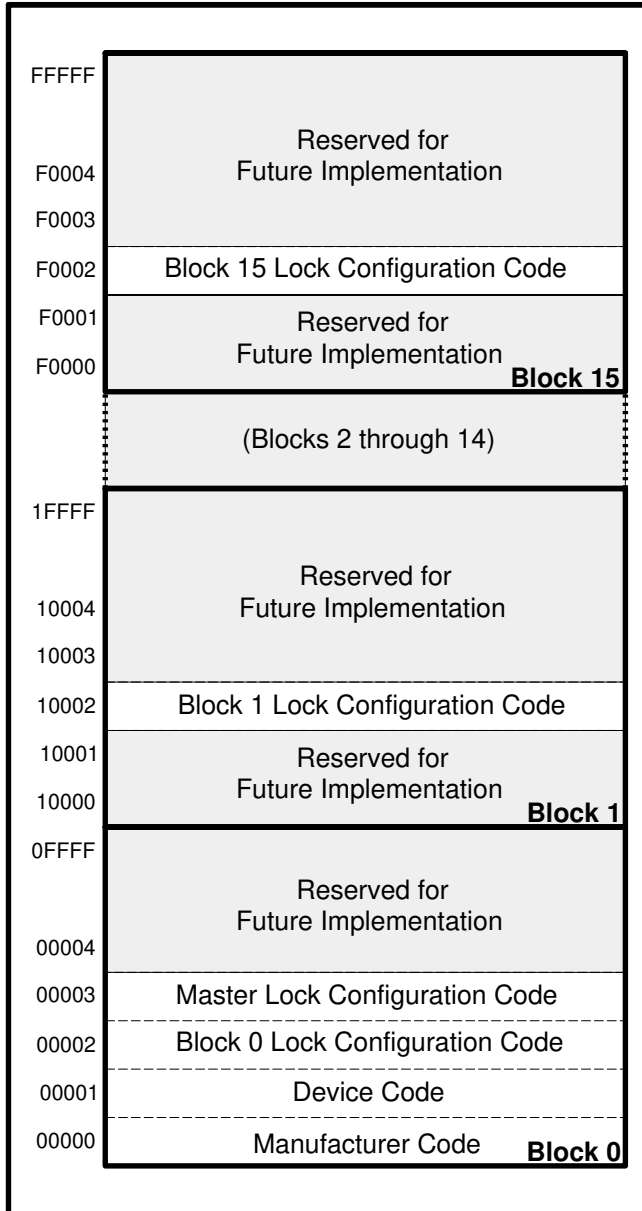 FFFFF
Reserved for
Future Implementation
F0004
F0003
F0002 Block 15 Lock Configuration Code
F0001
Reserved for
Future Implementation
F0000
Block 15
(Blocks 2 through 14)
1FFFF
Reserved for
Future Implementation
10004
10003
10002 Block 1 Lock Configuration Code
10001
Reserved for
Future Implementation
10000
Block 1
0FFFF
Reserved for
Future Implementation
00004
00003 Master Lock Configuration Code
00002 Block 0 Lock Configuration Code
00001 Device Code
00000 Manufacturer Code Block 0